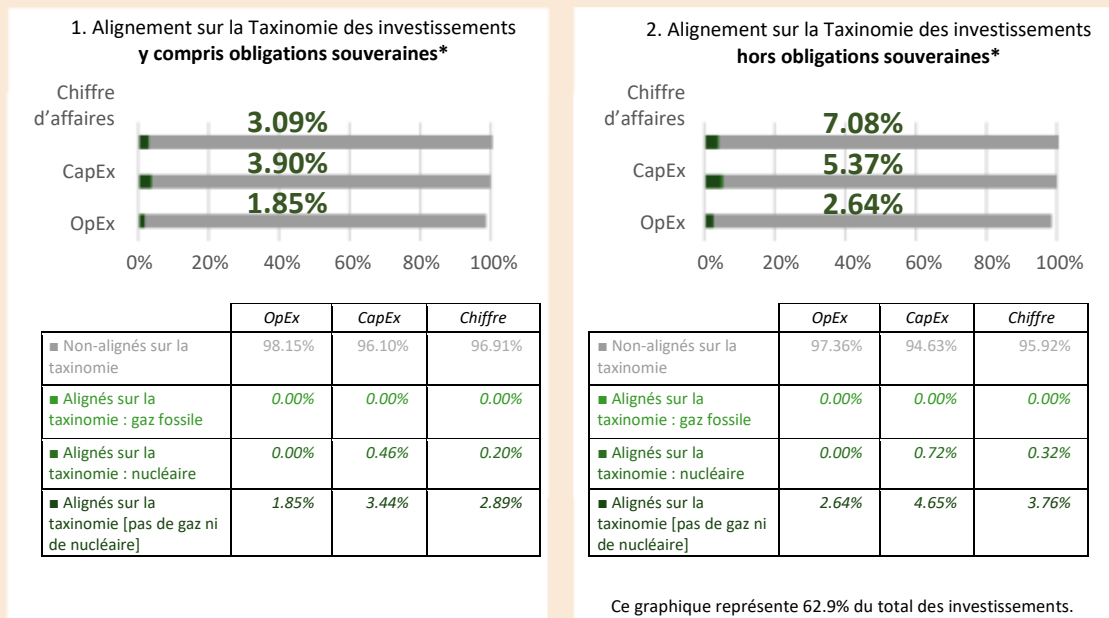 1. Alignement sur la Taxinomie des investissements
y compris obligations souveraines*
Chiffre
d'affaires
3.09%
CapEx
3.90%
OpEx
1.85%
0% 20% 40% 60% 80% 100%
OpEx CapEx Chiffre
■ Non-alignés sur la
taxinomie
98.15% 96.10% 96.91%
■ Alignés sur la
taxinomie : gaz fossile
0.00% 0.00% 0.00%
■ Alignés sur la
taxinomie : nucléaire
0.00% 0.46% 0.20%
■ Alignés sur la
taxinomie [pas de gaz ni
de nucléaire]
1.85% 3.44% 2.89%
2. Alignement sur la Taxinomie des investissements
hors obligations souveraines*
Chiffre
d'affaires
7.08%
CapEx
5.37%
OpEx
2.64%
0% 20% 40% 60% 80% 100%
OpEx CapEx Chiffre
■ Non-alignés sur la
taxinomie
97.36% 94.63% 95.92%
■ Alignés sur la
taxinomie : gaz fossile
0.00% 0.00% 0.00%
■ Alignés sur la
taxinomie : nucléaire
0.00% 0.72% 0.32%
■ Alignés sur la
taxinomie [pas de gaz ni
de nucléaire]
2.64% 4.65% 3.76%
Ce graphique représente 62.9% du total des investissements.